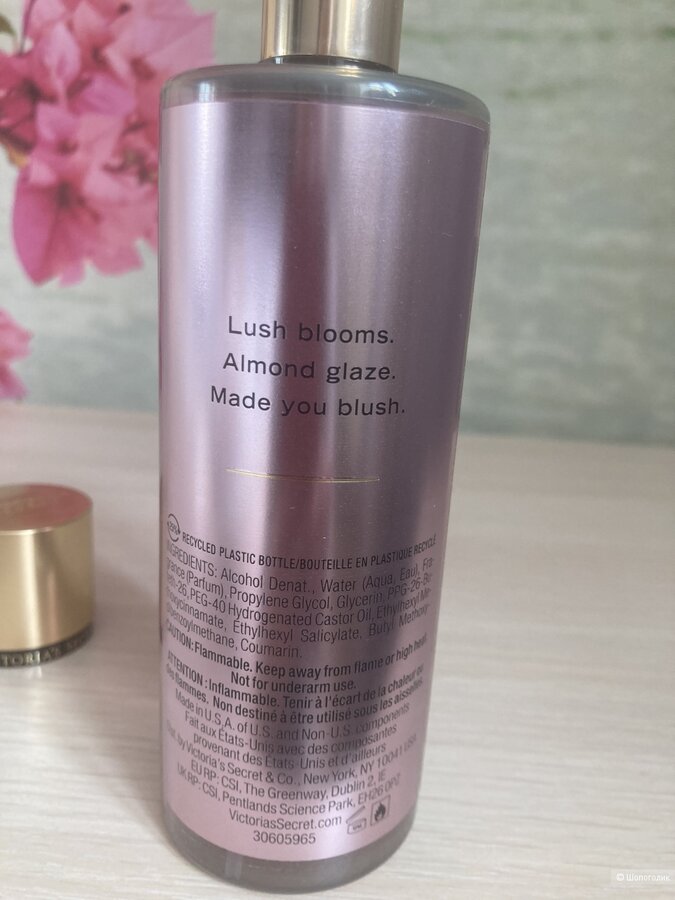 Lush blooms.
Almond glaze.
Made you blush.
RECYCLED PLASTIC BOTTLE/BOUTEILLE EN PLASTIQUE RECYCLÉ
INGREDIENTS: Alcohol Denat., Water (Aqua, Eau), Fra-
grance (Parfum), Propylene Glycol, Glycerin, PPG-26-Bu-
teth-26, PEG-40 Hydrogenated Castor Oil, Ethylhexyl Me-
thoxycinnamate, Ethylhexyl Salicylate, Butyl Methoxy-
dibenzoylmethane, Coumarin.
CAUTION: Flammable. Keep away from flame or high heat.
Not for underarm use.
ATTENTION : Inflammable. Tenir à l'écart de la chaleur ou
des flammes. Non destiné à être utilisé sous les aisselles.
Made in U.S.A. of U.S. and Non-U.S. components
Fait aux États-Unis avec des composantes
provenant des États-Unis et d'ailleurs
Dist. by Victoria's Secret & Co., New York, NY 10041 USA
EU RP: CSI, The Greenway, Dublin 2, IE
UK RP: CSI, Pentlands Science Park, EH26 0PZ
VictoriasSecret.com
30605965
© Шопоголик